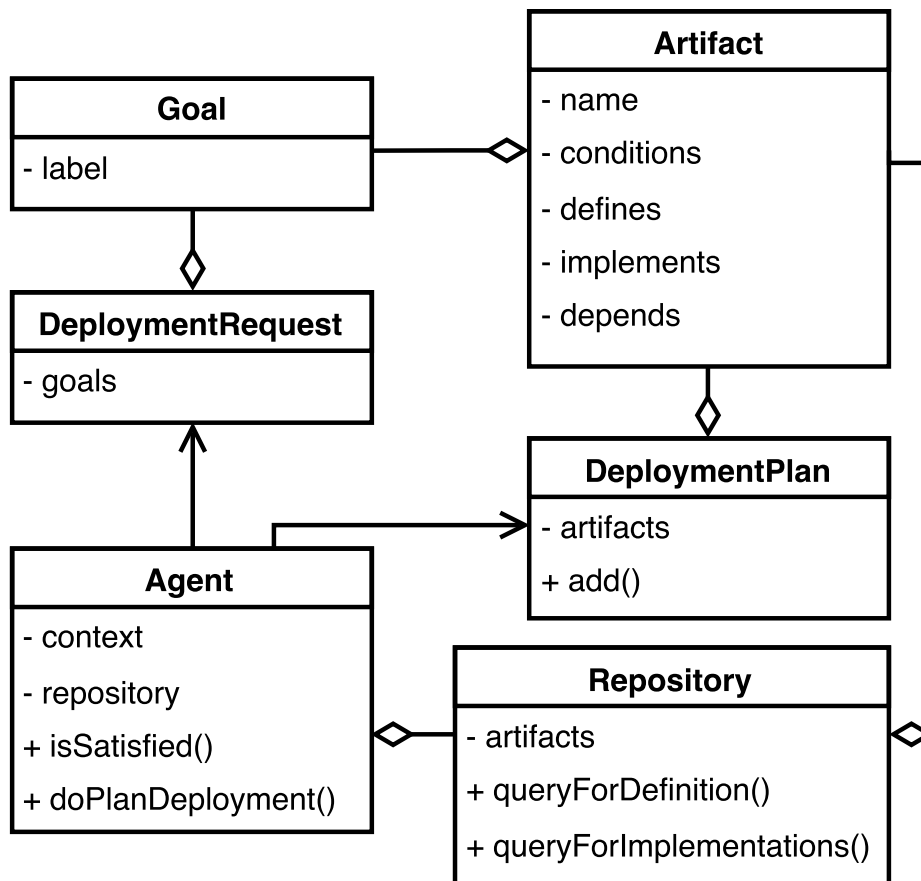 Artifact
- name
- conditions
- defines
- implements
- depends
Goal
- label
DeploymentRequest
- goals
DeploymentPlan
- artifacts
+ add()
Agent
- context
- repository
+ isSatisfied()
+ doPlanDeployment()
Repository
- artifacts
+ queryForDefinition()
+ queryForImplementations()